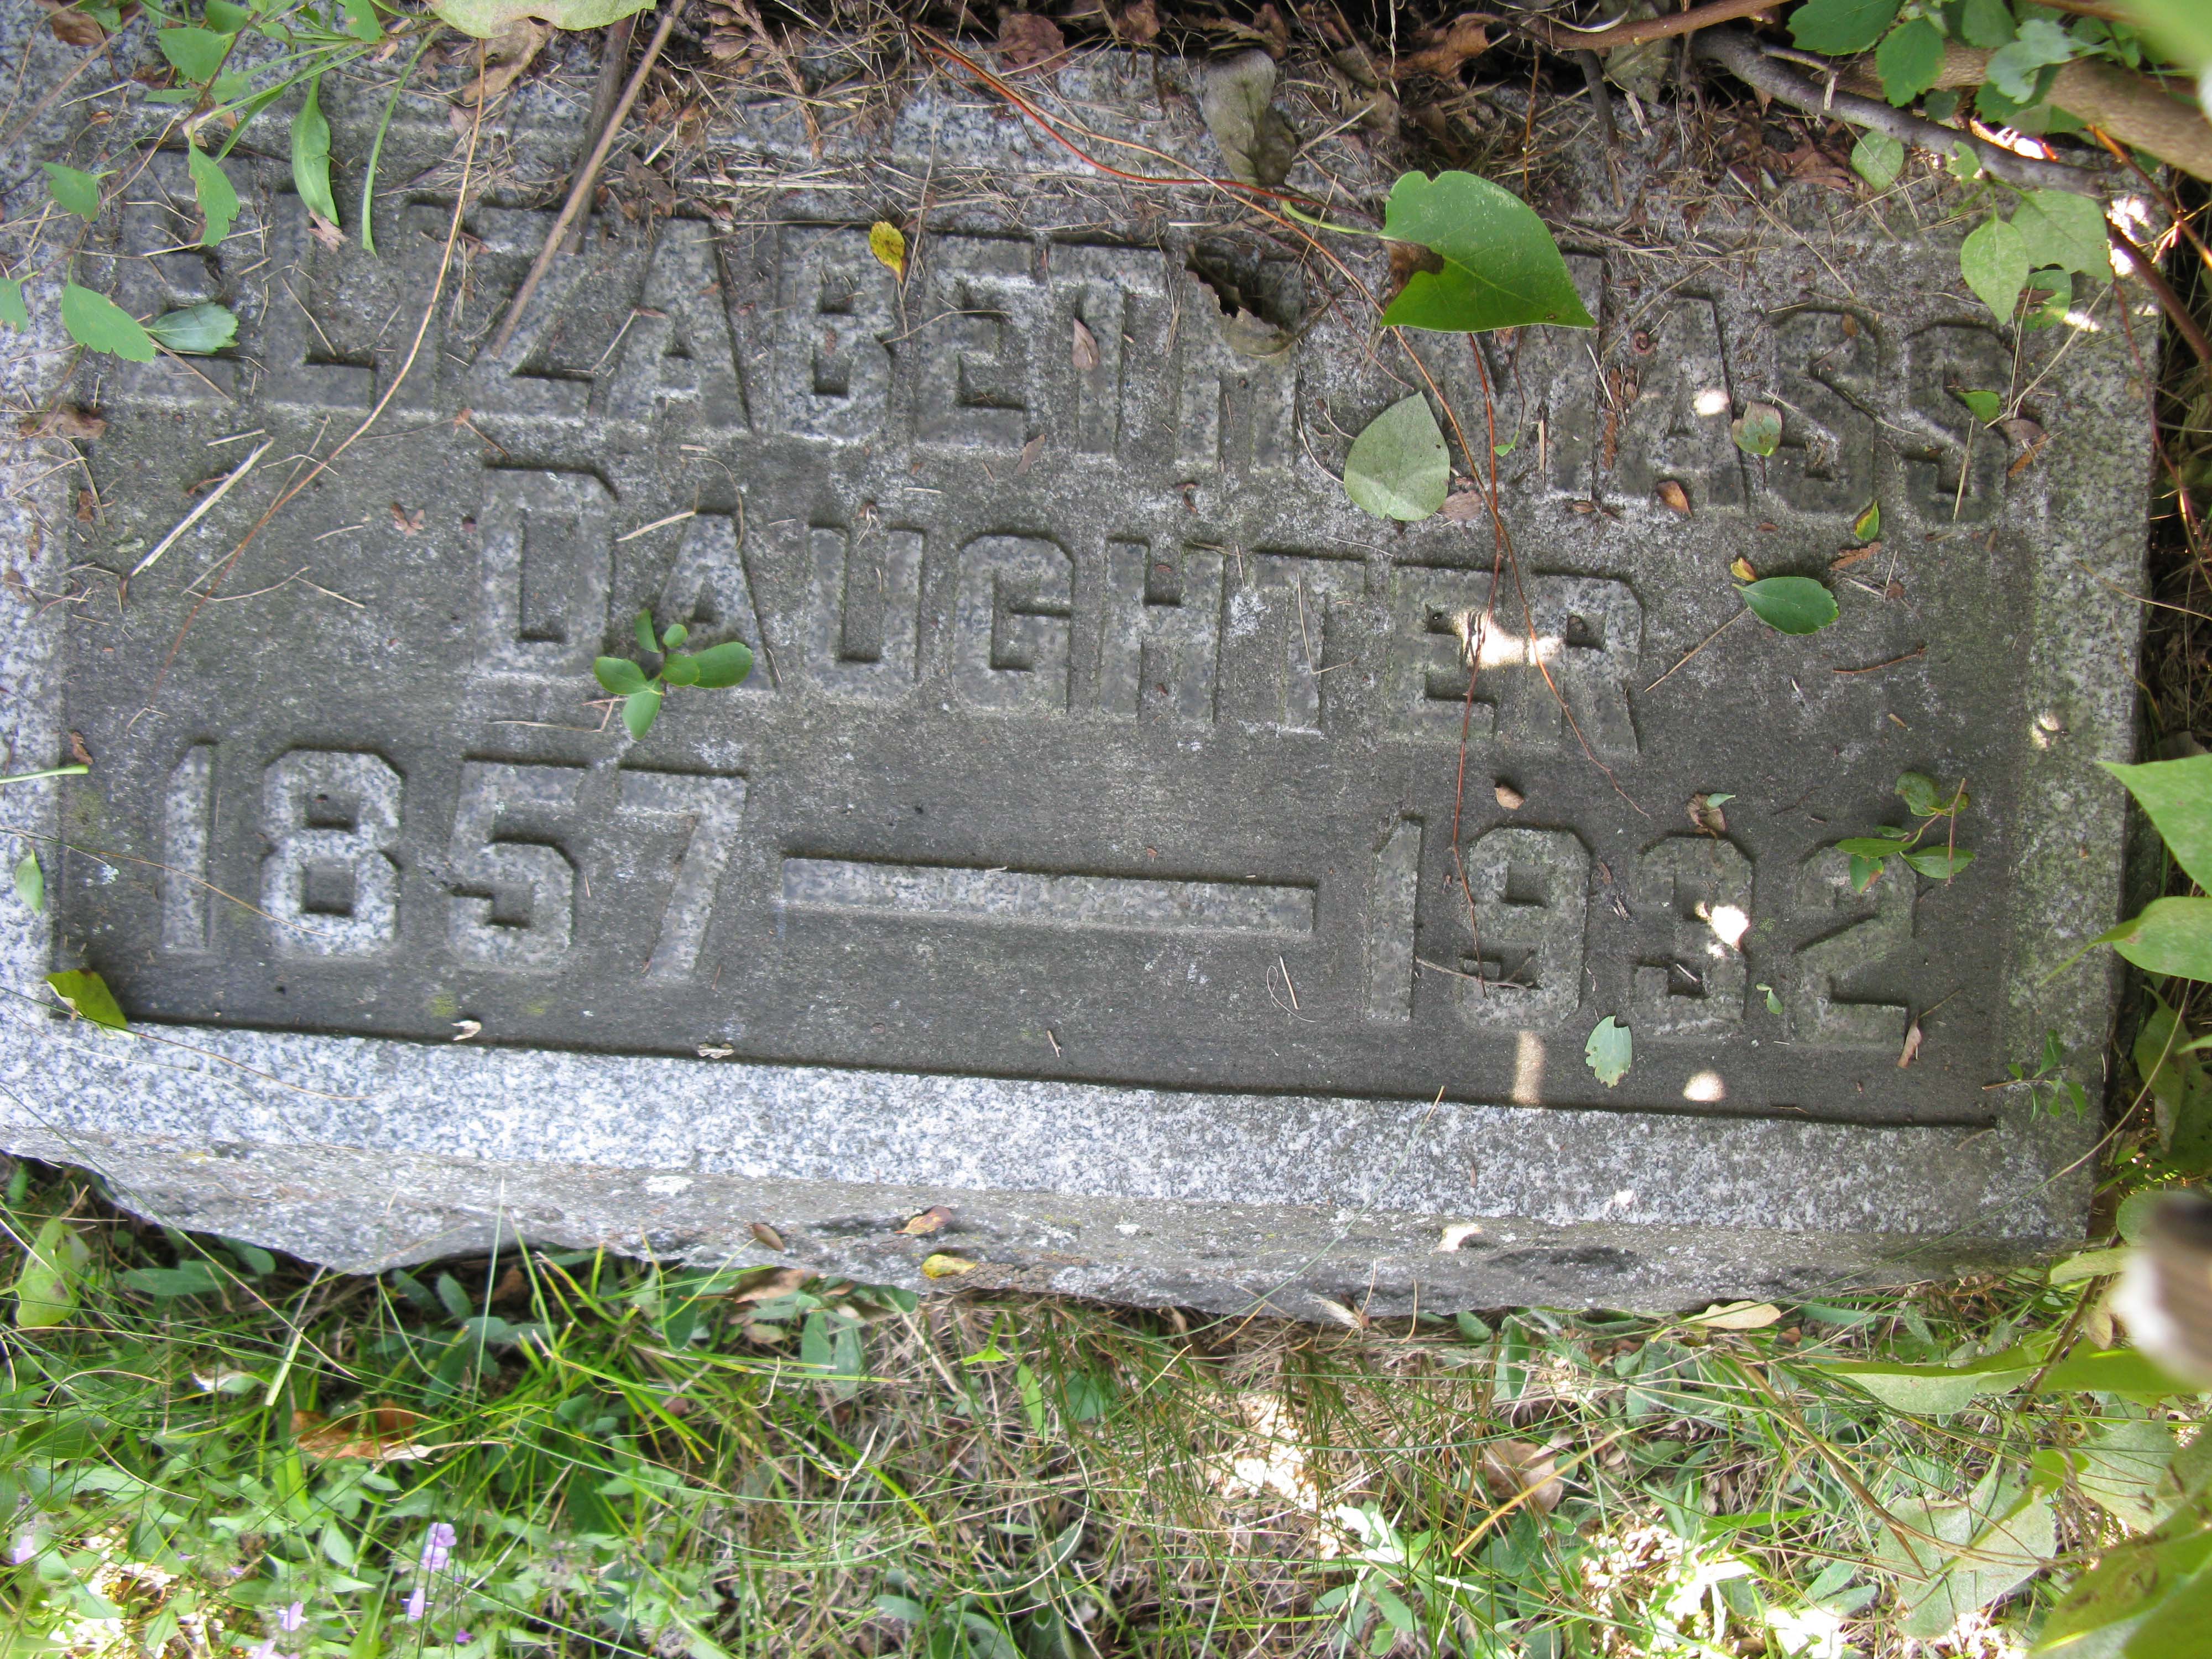 ELIZABETH MASS
DAUGHTER
1857 — 1932